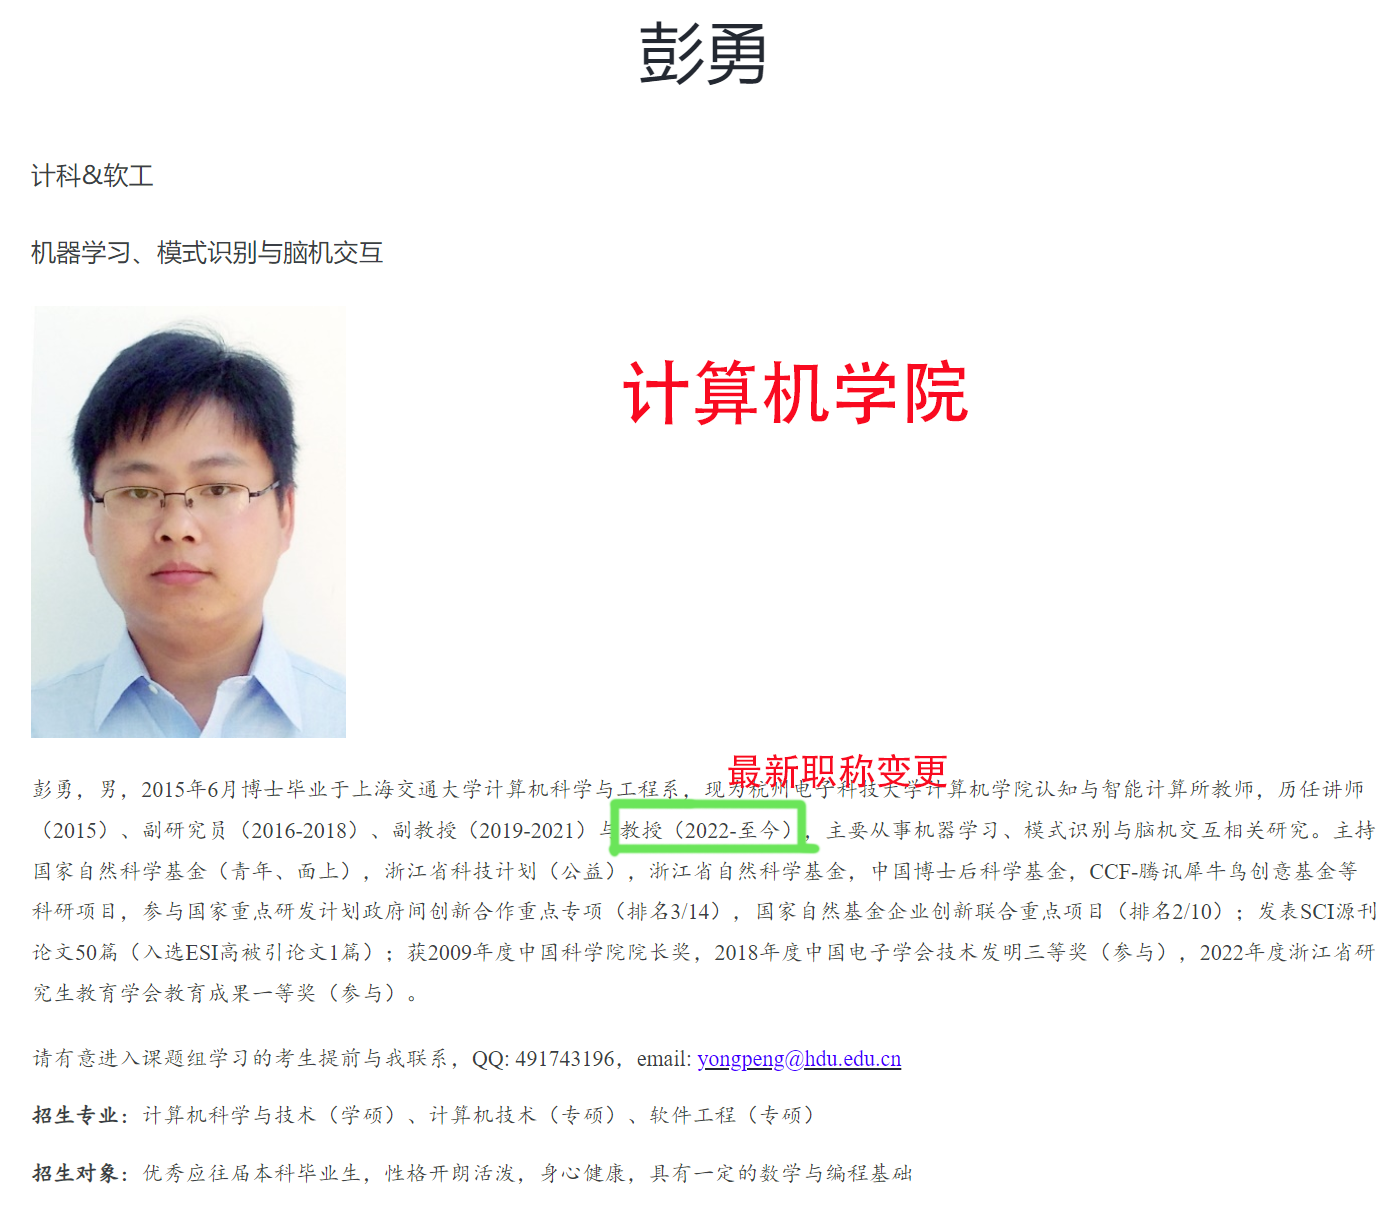 彭勇
计科&软工
机器学习、模式识别与脑机交互
计算机学院
最新职称变更
彭勇，男，2015年6月博士毕业于上海交通大学计算机科学与工程系，现为杭州电子科技大学计算机学院认知与智能计算所教师，历任讲师
（2015）、副研究员（2016-2018）、副教授（2019-2021）与教授（2022-至今），主要从事机器学习、模式识别与脑机交互相关研究。主持
国家自然科学基金（青年、面上），浙江省科技计划（公益），浙江省自然科学基金，中国博士后科学基金，CCF-腾讯犀牛鸟创意基金等
科研项目，参与国家重点研发计划政府间创新合作重点专项（排名3/14），国家自然基金企业创新联合重点项目（排名2/10）；发表SCI源刊
论文50篇（入选ESI高被引论文1篇）；获2009年度中国科学院院长奖，2018年度中国电子学会技术发明三等奖（参与），2022年度浙江省研
究生教育学会教育成果一等奖（参与）。
请有意进入课题组学习的考生提前与我联系，QQ: 491743196，email: yongpeng@hdu.edu.cn
招生专业：计算机科学与技术（学硕）、计算机技术（专硕）、软件工程（专硕）
招生对象：优秀应往届本科毕业生，性格开朗活泼，身心健康，具有一定的数学与编程基础